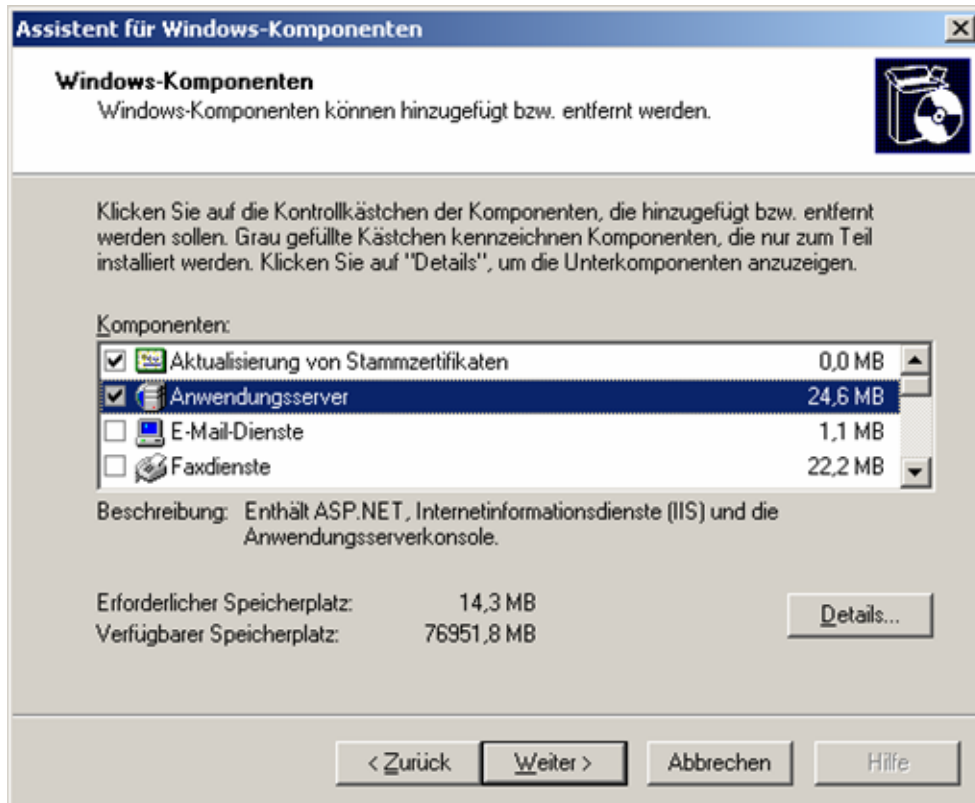 Assistent für Windows-Komponenten
Windows-Komponenten
Windows-Komponenten können hinzugefügt bzw. entfernt werden.
Klicken Sie auf die Kontrollkästchen der Komponenten, die hinzugefügt bzw. entfernt
werden sollen. Grau gefüllte Kästchen kennzeichnen Komponenten, die nur zum Teil
installiert werden. Klicken Sie auf "Details", um die Unterkomponenten anzuzeigen.
Komponenten:
Aktualisierung von Stammzertifikaten 0,0 MB
Anwendungsserver 24,6 MB
E-Mail-Dienste 1,1 MB
Faxdienste 22,2 MB
Beschreibung: Enthält ASP.NET, Internetinformationsdienste (IIS) und die
Anwendungsserverkonsole.
Erforderlicher Speicherplatz: 14,3 MB
Verfügbarer Speicherplatz: 76951,8 MB
Details...
< Zurück Weiter > Abbrechen Hilfe